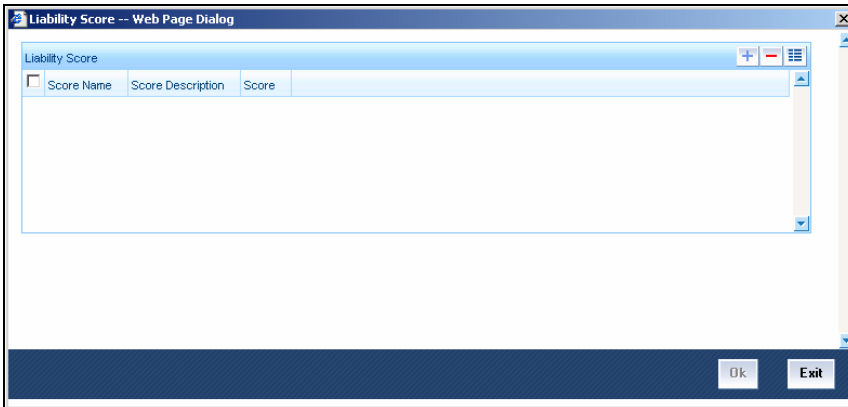 Liability Score -- Web Page Dialog
Liability Score
Score Name Score Description Score
Ok Exit